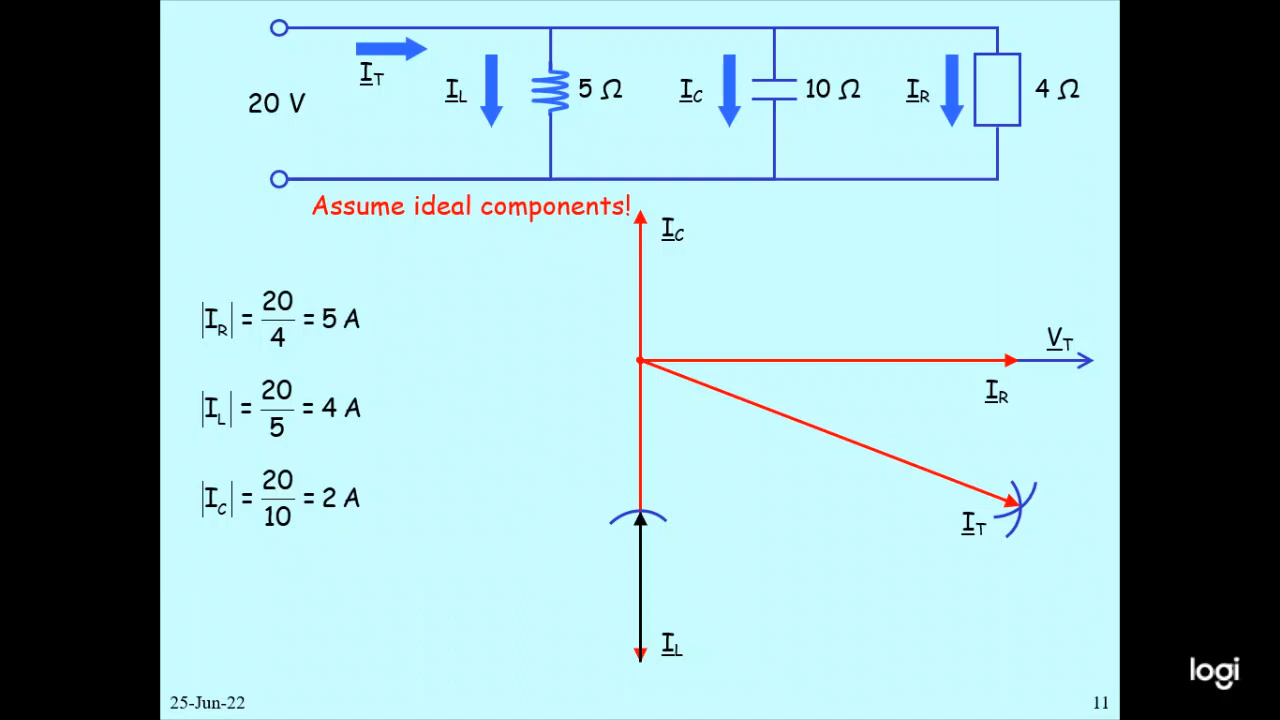 I_T
20 V
I_L
5 Ω
I_C
10 Ω
I_R
4 Ω
Assume ideal components!
I_C
|I_R| = 20/4 = 5 A
V_T
I_R
|I_L| = 20/5 = 4 A
|I_C| = 20/10 = 2 A
I_T
I_L
25-Jun-22
11
logi